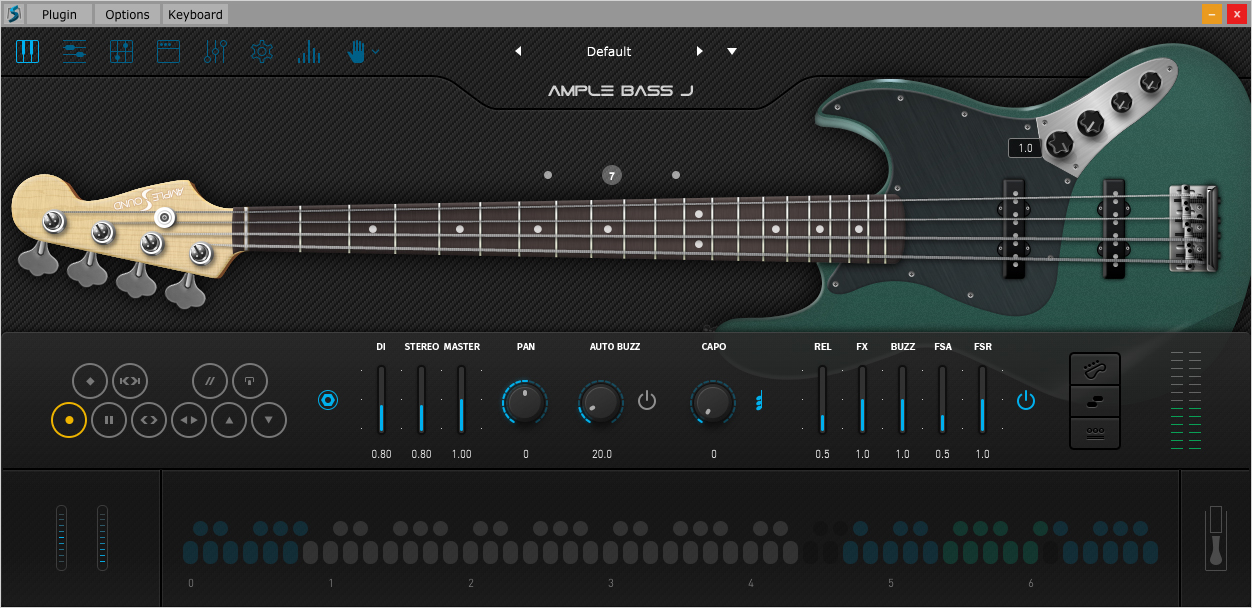 Plugin Options Keyboard – x
Default
AMPLE BASS J
1.0
7
AMPLE SOUND
DI STEREO MASTER PAN AUTO BUZZ CAPO REL FX BUZZ FSA FSR
0.80 0.80 1.00 0 20.0 0 0.5 1.0 1.0 0.5 1.0
0 1 2 3 4 5 6